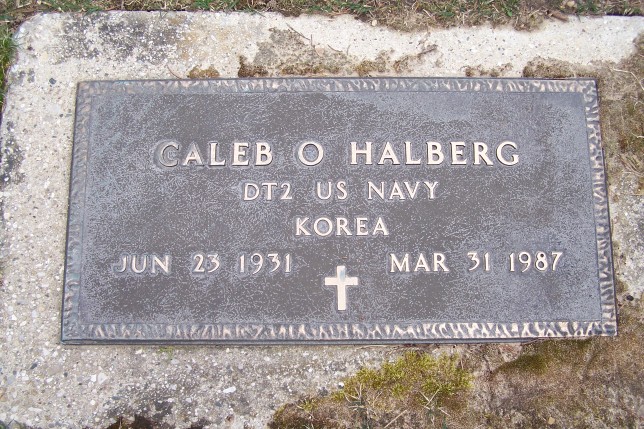 CALEB O HALBERG
DT2 US NAVY
KOREA
JUN 23 1931 MAR 31 1987